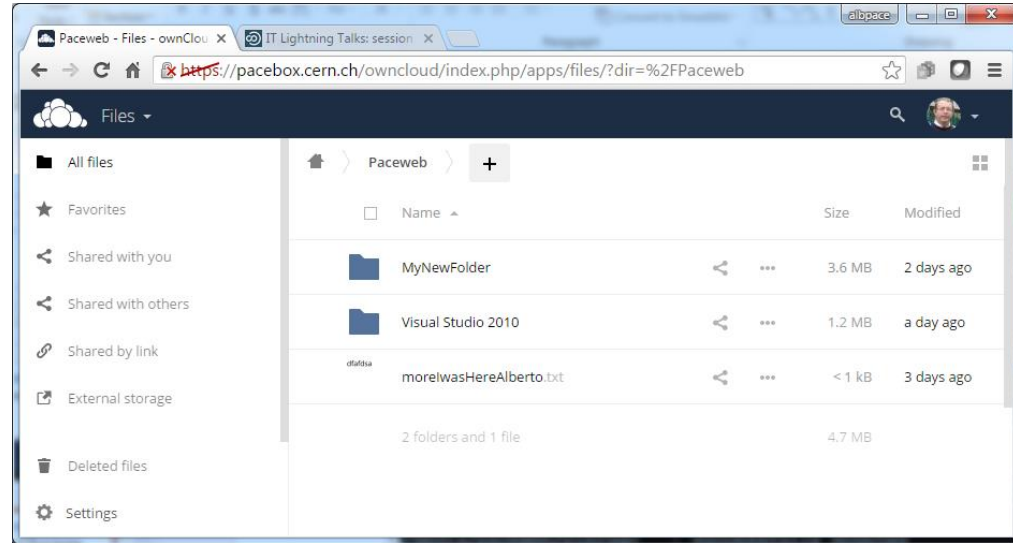 albpace
Paceweb - Files - ownClou
IT Lightning Talks: session
https://pacebox.cern.ch/owncloud/index.php/apps/files/?dir=%2FPaceweb
Files
All files
Favorites
Shared with you
Shared with others
Shared by link
External storage
Deleted files
Settings
Paceweb
+
Name Size Modified
MyNewFolder 3.6 MB 2 days ago
Visual Studio 2010 1.2 MB a day ago
dfafdsa
moreIwasHereAlberto.txt < 1 kB 3 days ago
2 folders and 1 file 4.7 MB